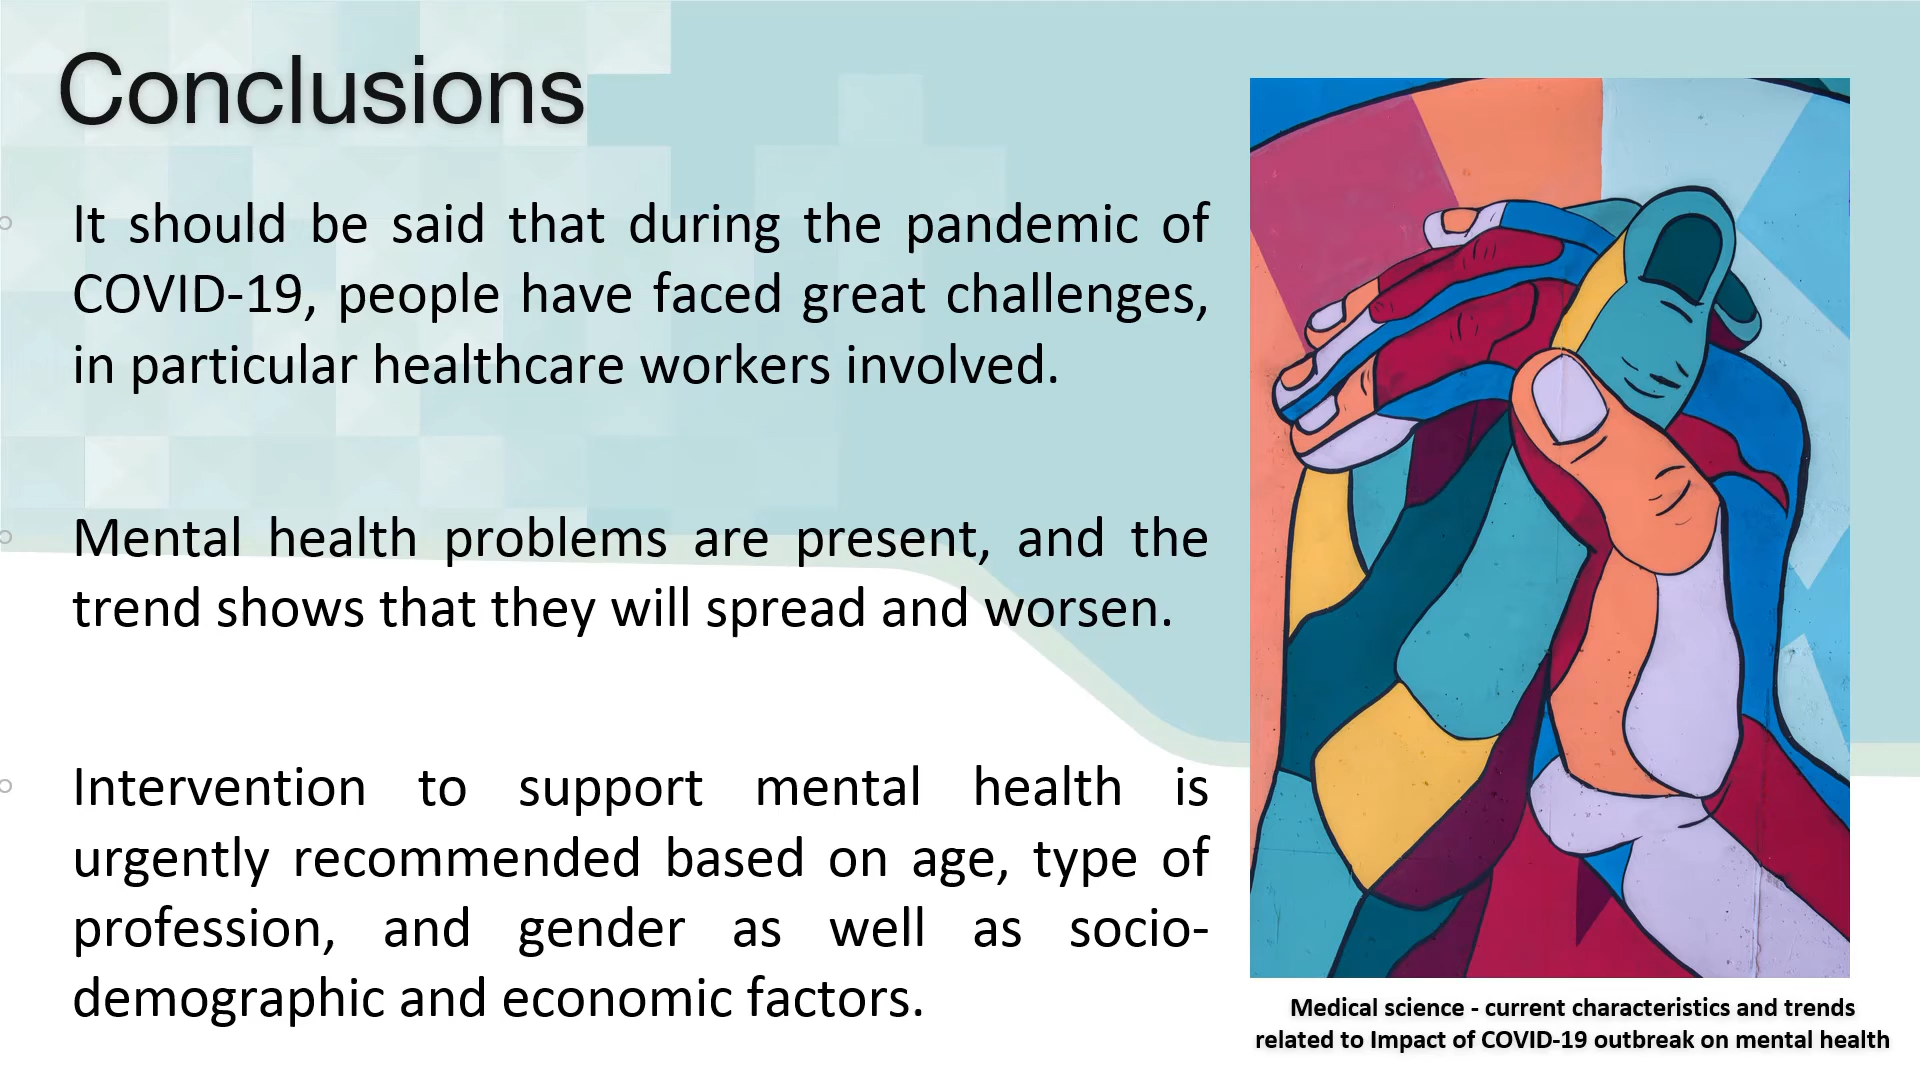 Conclusions
It should be said that during the pandemic of
COVID-19, people have faced great challenges,
in particular healthcare workers involved.
Mental health problems are present, and the
trend shows that they will spread and worsen.
Intervention to support mental health is
urgently recommended based on age, type of
profession, and gender as well as socio-
demographic and economic factors.
Medical science - current characteristics and trends
related to Impact of COVID-19 outbreak on mental health